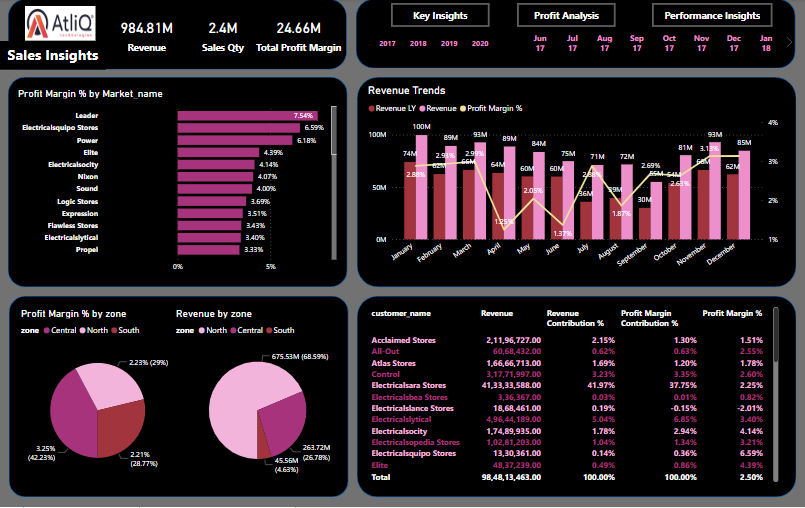 AtliQ
technologies
Sales Insights
984.81M
Revenue
2.4M
Sales Qty
24.66M
Total Profit Margin
Key Insights
Profit Analysis
Performance Insights
2017 2018 2019 2020
Jun 17 Jul 17 Aug 17 Sep 17 Oct 17 Nov 17 Dec 17 Jan 18
Profit Margin % by Market_name
Leader 7.54%
Electricalsquipo Stores 6.59%
Power 6.18%
Elite 4.39%
Electricalsocity 4.14%
Nixon 4.07%
Sound 4.00%
Logic Stores 3.69%
Expression 3.51%
Flawless Stores 3.43%
Electricalslytical 3.40%
Propel 3.33%
0% 5%
Revenue Trends
Revenue LY Revenue Profit Margin %
100M 50M 0M
4% 3% 2% 1%
74M 100M 2.88%
62M 89M 2.93%
66M 93M 2.99%
64M 89M 1.25%
60M 84M 2.05%
60M 75M 1.37%
36M 71M 2.88%
39M 72M 1.87%
30M 55M 2.69%
54M 81M 2.63%
93M 3.13%
62M 85M
January February March April May June July August September October November December
Profit Margin % by zone
zone Central North South
2.23% (29%)
3.25% (42.23%)
2.21% (28.77%)
Revenue by zone
zone North Central South
675.53M (68.59%)
263.72M (26.78%)
45.56M (4.63%)
customer_name Revenue Revenue Contribution % Profit Margin Contribution % Profit Margin %
Acclaimed Stores 2,11,96,727.00 2.15% 1.30% 1.51%
All-Out 60,68,432.00 0.62% 0.63% 2.55%
Atlas Stores 1,66,66,713.00 1.69% 1.20% 1.78%
Control 3,17,71,997.00 3.23% 3.35% 2.60%
Electricalsara Stores 41,33,33,588.00 41.97% 37.75% 2.25%
Electricalsbea Stores 3,36,367.00 0.03% 0.01% 0.82%
Electricalslance Stores 18,68,461.00 0.19% -0.15% -2.01%
Electricalslytical 4,96,44,189.00 5.04% 6.85% 3.40%
Electricalsocity 1,74,89,935.00 1.78% 2.94% 4.14%
Electricalsopedia Stores 1,02,81,203.00 1.04% 1.34% 3.21%
Electricalsquipo Stores 13,30,361.00 0.14% 0.36% 6.59%
Elite 48,37,239.00 0.49% 0.86% 4.39%
Total 98,48,13,463.00 100.00% 100.00% 2.50%